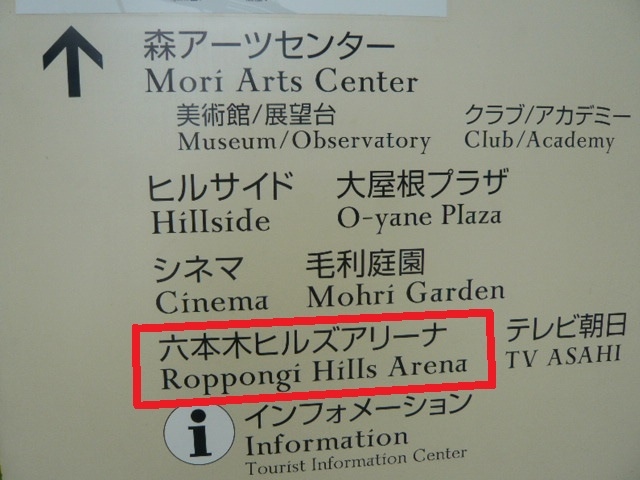 森アーツセンター
Mori Arts Center
美術館/展望台 クラブ/アカデミー
Museum/Observatory Club/Academy
ヒルサイド 大屋根プラザ
Hillside O-yane Plaza
シネマ 毛利庭園
Cinema Mohri Garden
六本木ヒルズアリーナ テレビ朝日
Roppongi Hills Arena TV ASAHI
i インフォメーション
Information
Tourist Information Center